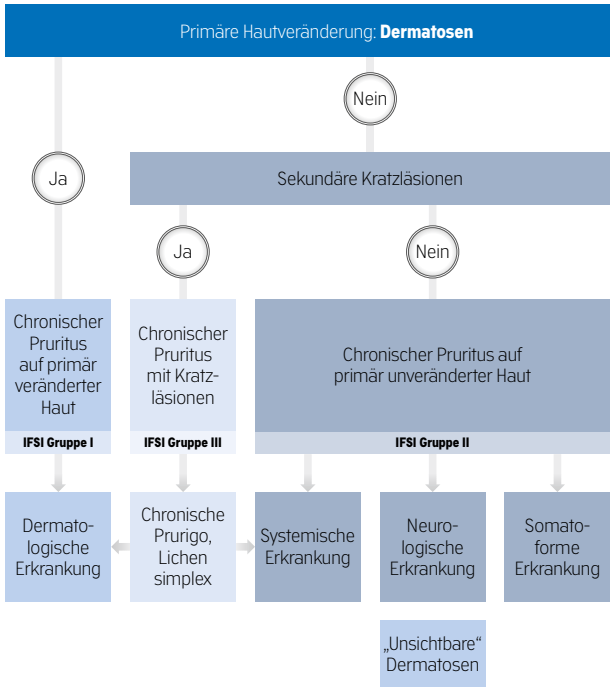 Primäre Hautveränderung: Dermatosen
Nein
Ja
Sekundäre Kratzläsionen
Ja
Nein
Chronischer
Pruritus
auf primär
veränderter
Haut
IFSI Gruppe I
Chronischer
Pruritus
mit Kratz-
läsionen
IFSI Gruppe III
Chronischer Pruritus auf
primär unveränderter Haut
IFSI Gruppe II
Dermato-
logische
Erkrankung
Chronische
Prurigo,
Lichen
simplex
Systemische
Erkrankung
Neuro-
logische
Erkrankung
Somato-
forme
Erkrankung
„Unsichtbare“
Dermatosen